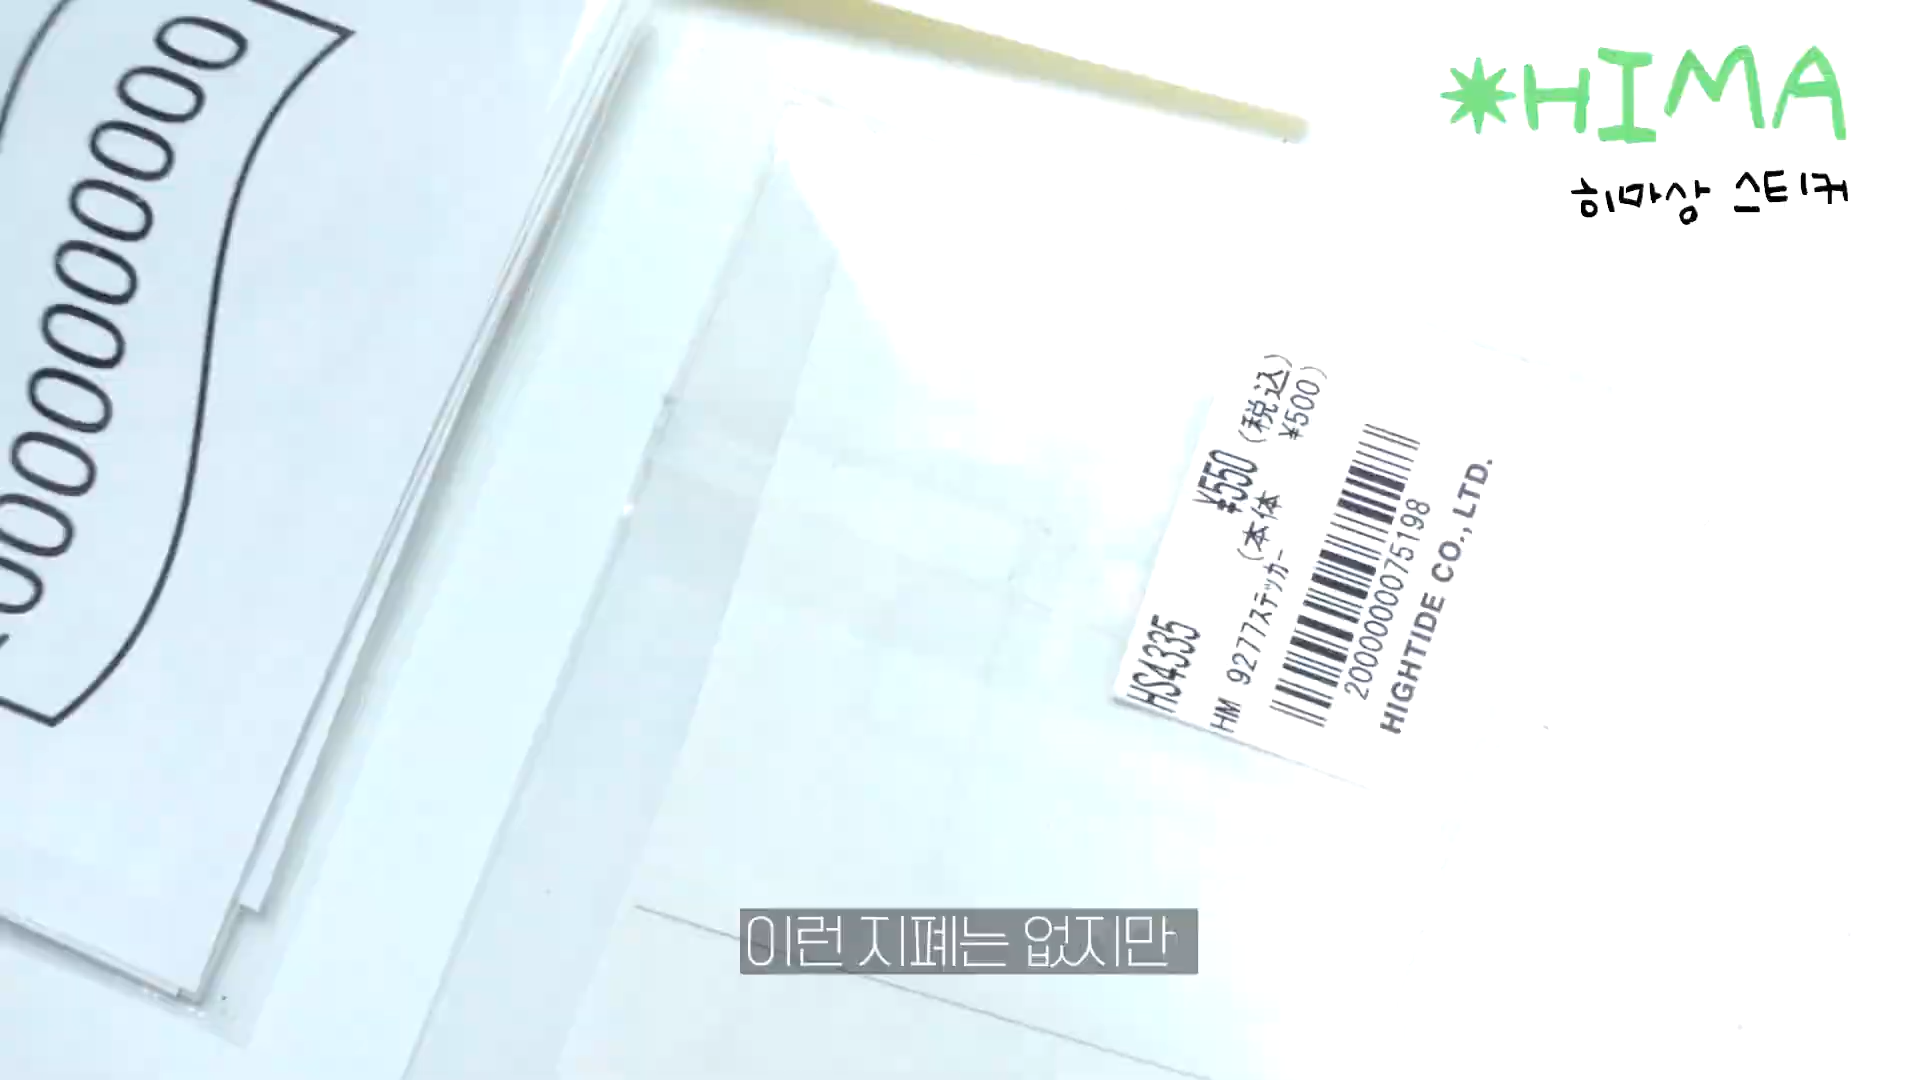 *HIMA
히마상 스티커
000000000
HS4335 ¥550 (税込)
(本体 ¥500)
HM 9277ステッカー
2000000075198
HIGHTIDE CO., LTD.
이런 지폐는 없지만